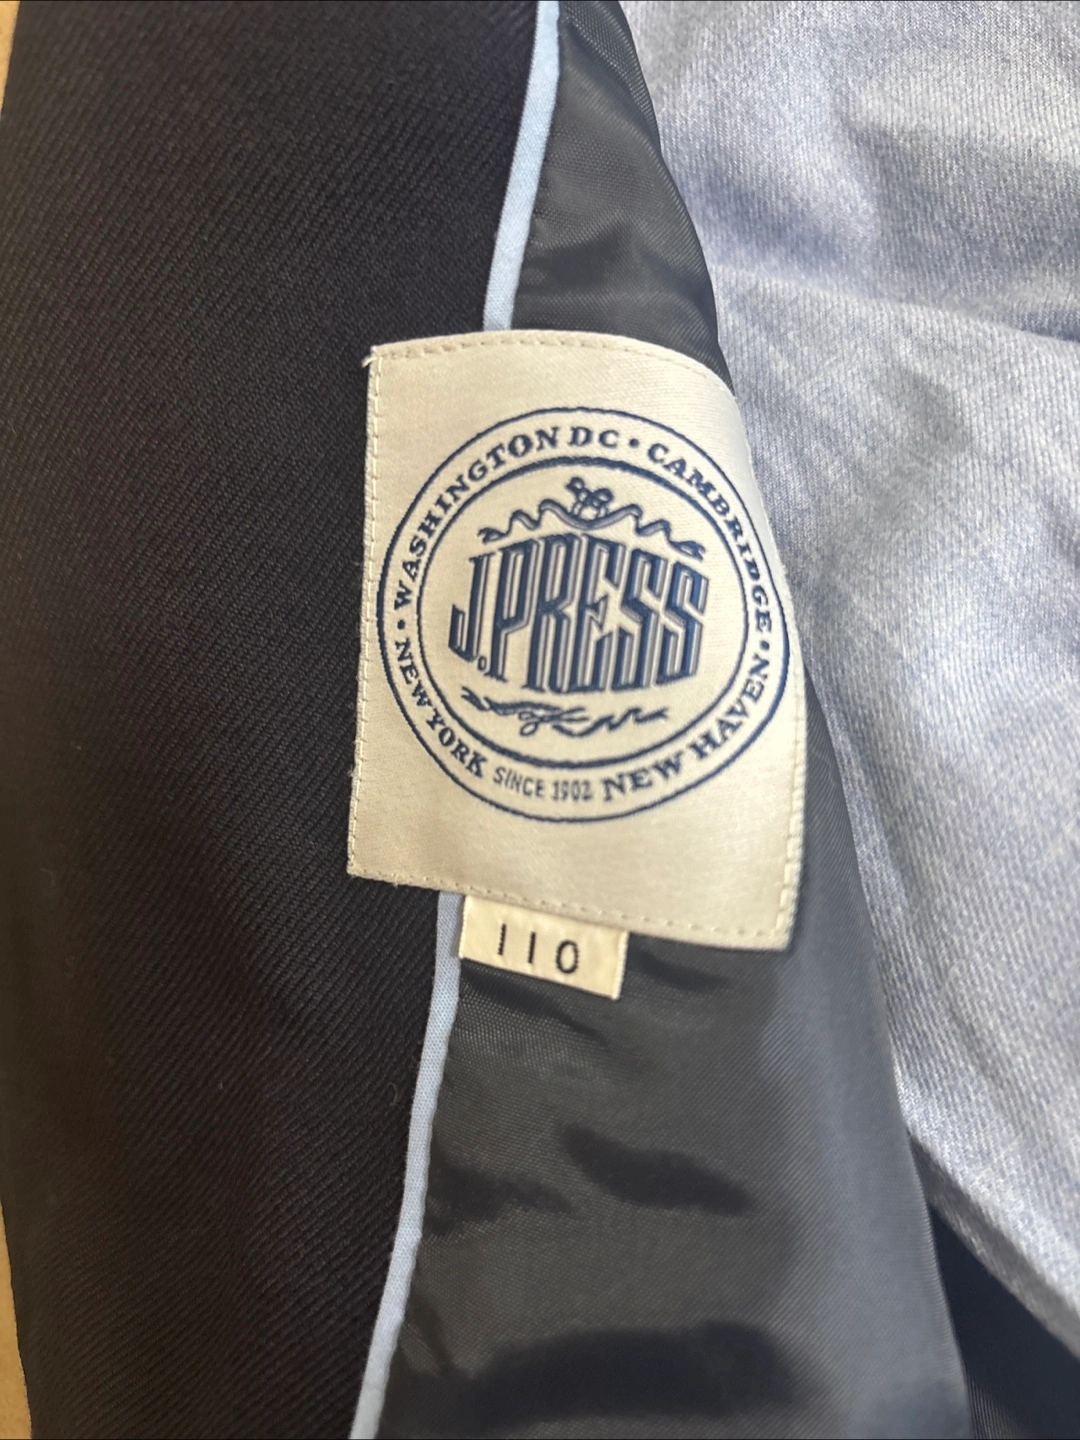 WASHINGTON DC • CAMBRIDGE • NEW HAVEN
• NEW YORK
SINCE 1902
J.PRESS
110